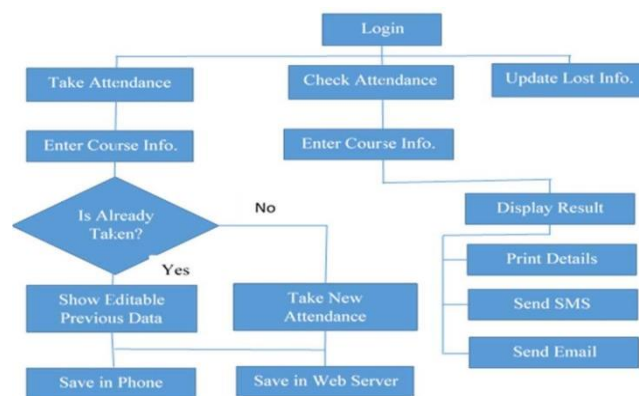 Login
Take Attendance
Check Attendance
Update Lost Info.
Enter Course Info.
Enter Course Info.
Is Already
Taken?
No
Display Result
Yes
Print Details
Show Editable
Previous Data
Take New
Attendance
Send SMS
Send Email
Save in Phone
Save in Web Server